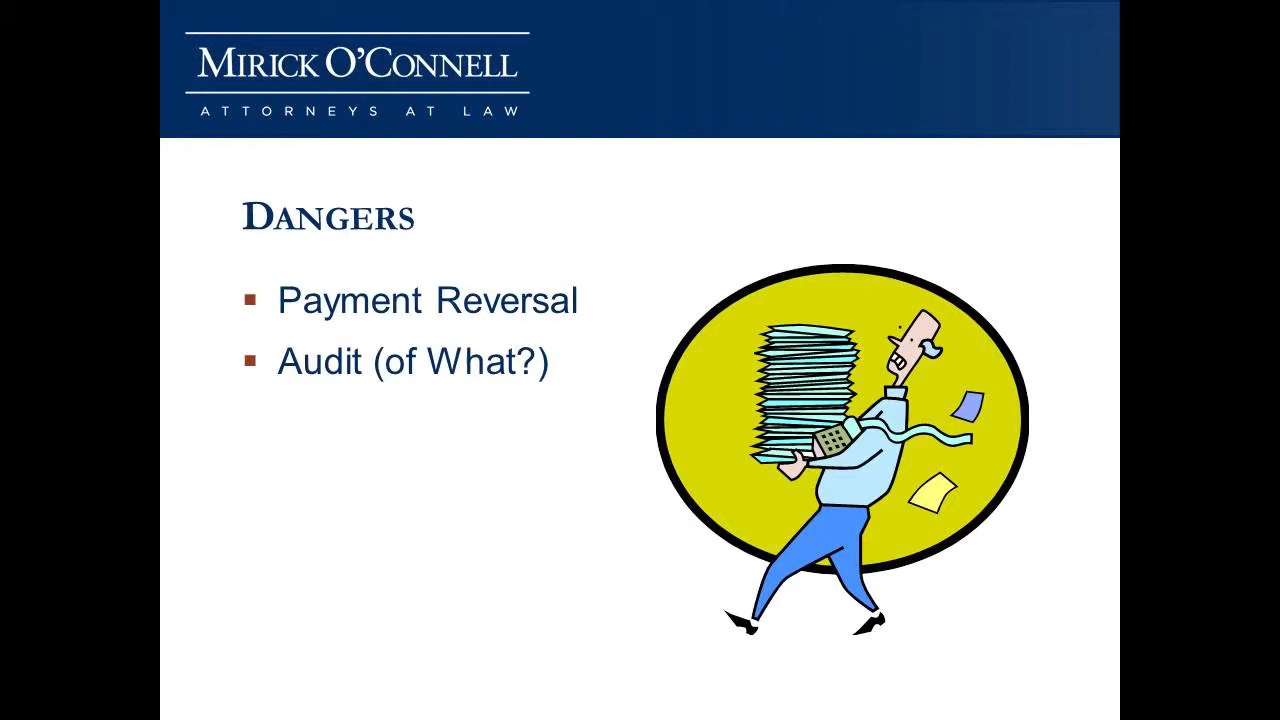 MIRICK O'CONNELL
ATTORNEYS AT LAW
DANGERS
▪ Payment Reversal
▪ Audit (of What?)